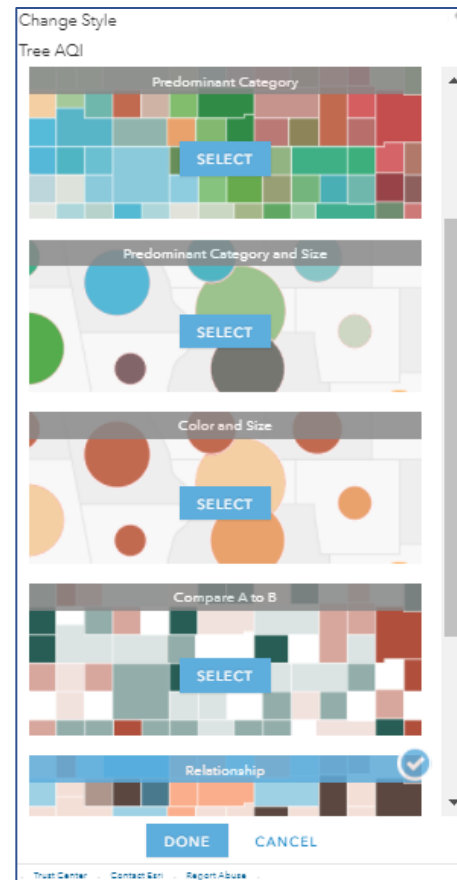 Change Style
Tree AQI
Predominant Category
SELECT
Predominant Category and Size
SELECT
Color and Size
SELECT
Compare A to B
SELECT
Relationship
DONE CANCEL
Trust Center . Contact Esri . Report Abuse .